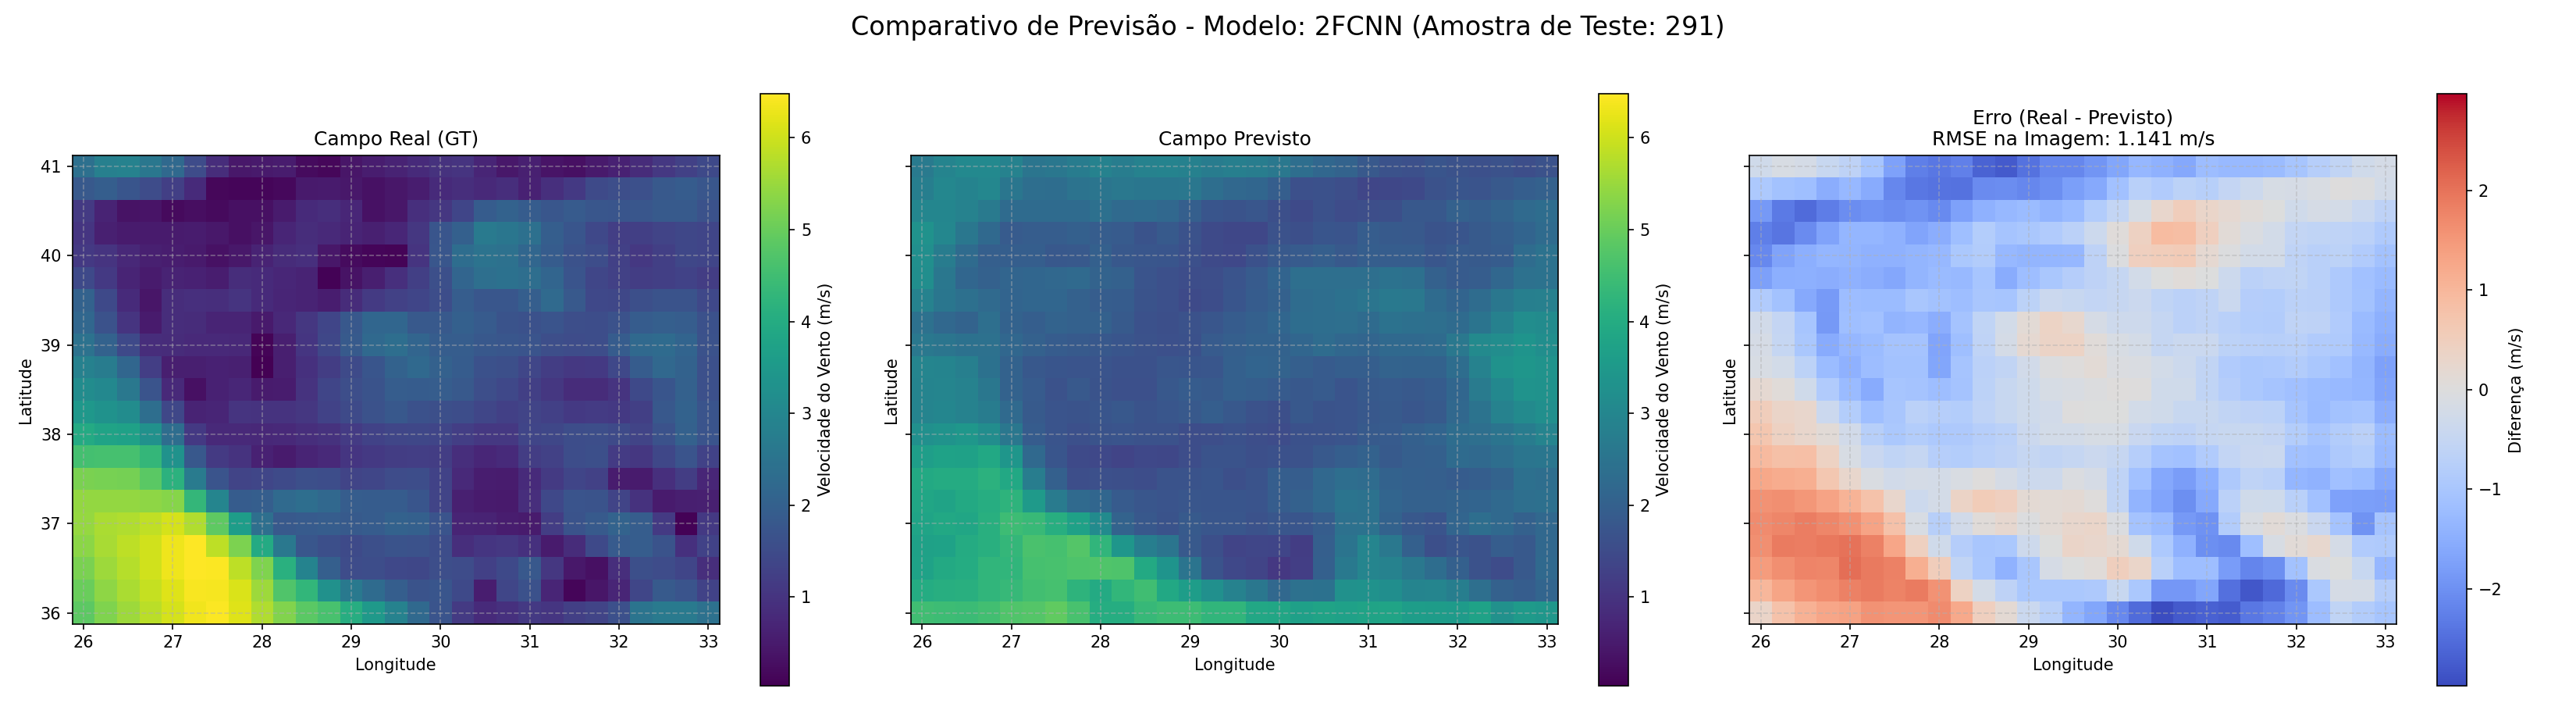 Comparativo de Previsão - Modelo: 2FCNN (Amostra de Teste: 291)
Campo Real (GT)
41
40
39
38
37
36
Latitude
26 27 28 29 30 31 32 33
Longitude
6
5
4
3
2
1
Velocidade do Vento (m/s)
Campo Previsto
Latitude
26 27 28 29 30 31 32 33
Longitude
6
5
4
3
2
1
Velocidade do Vento (m/s)
Erro (Real - Previsto)
RMSE na Imagem: 1.141 m/s
Latitude
26 27 28 29 30 31 32 33
Longitude
2
1
0
−1
−2
Diferença (m/s)